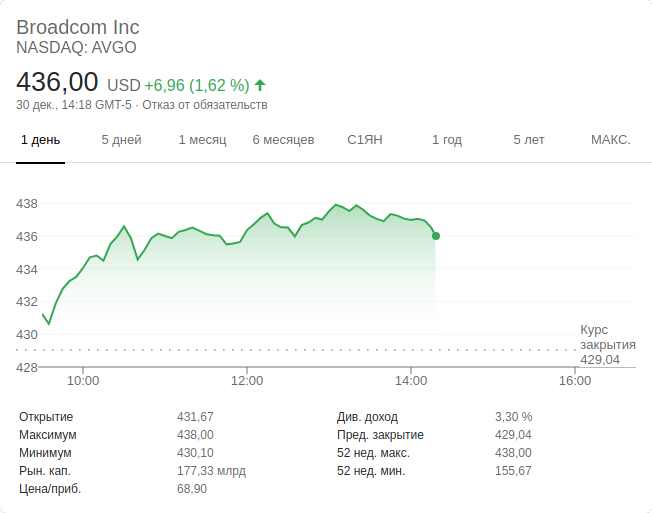 Broadcom Inc
NASDAQ: AVGO
436,00 USD +6,96 (1,62 %)
30 дек., 14:18 GMT-5 · Отказ от обязательств
1 день 5 дней 1 месяц 6 месяцев С1ЯН 1 год 5 лет МАКС.
438
436
434
432
430
428
Курс
закрытия
429,04
10:00 12:00 14:00 16:00
Открытие 431,67 Див. доход 3,30 %
Максимум 438,00 Пред. закрытие 429,04
Минимум 430,10 52 нед. макс. 438,00
Рын. кап. 177,33 млрд 52 нед. мин. 155,67
Цена/приб. 68,90